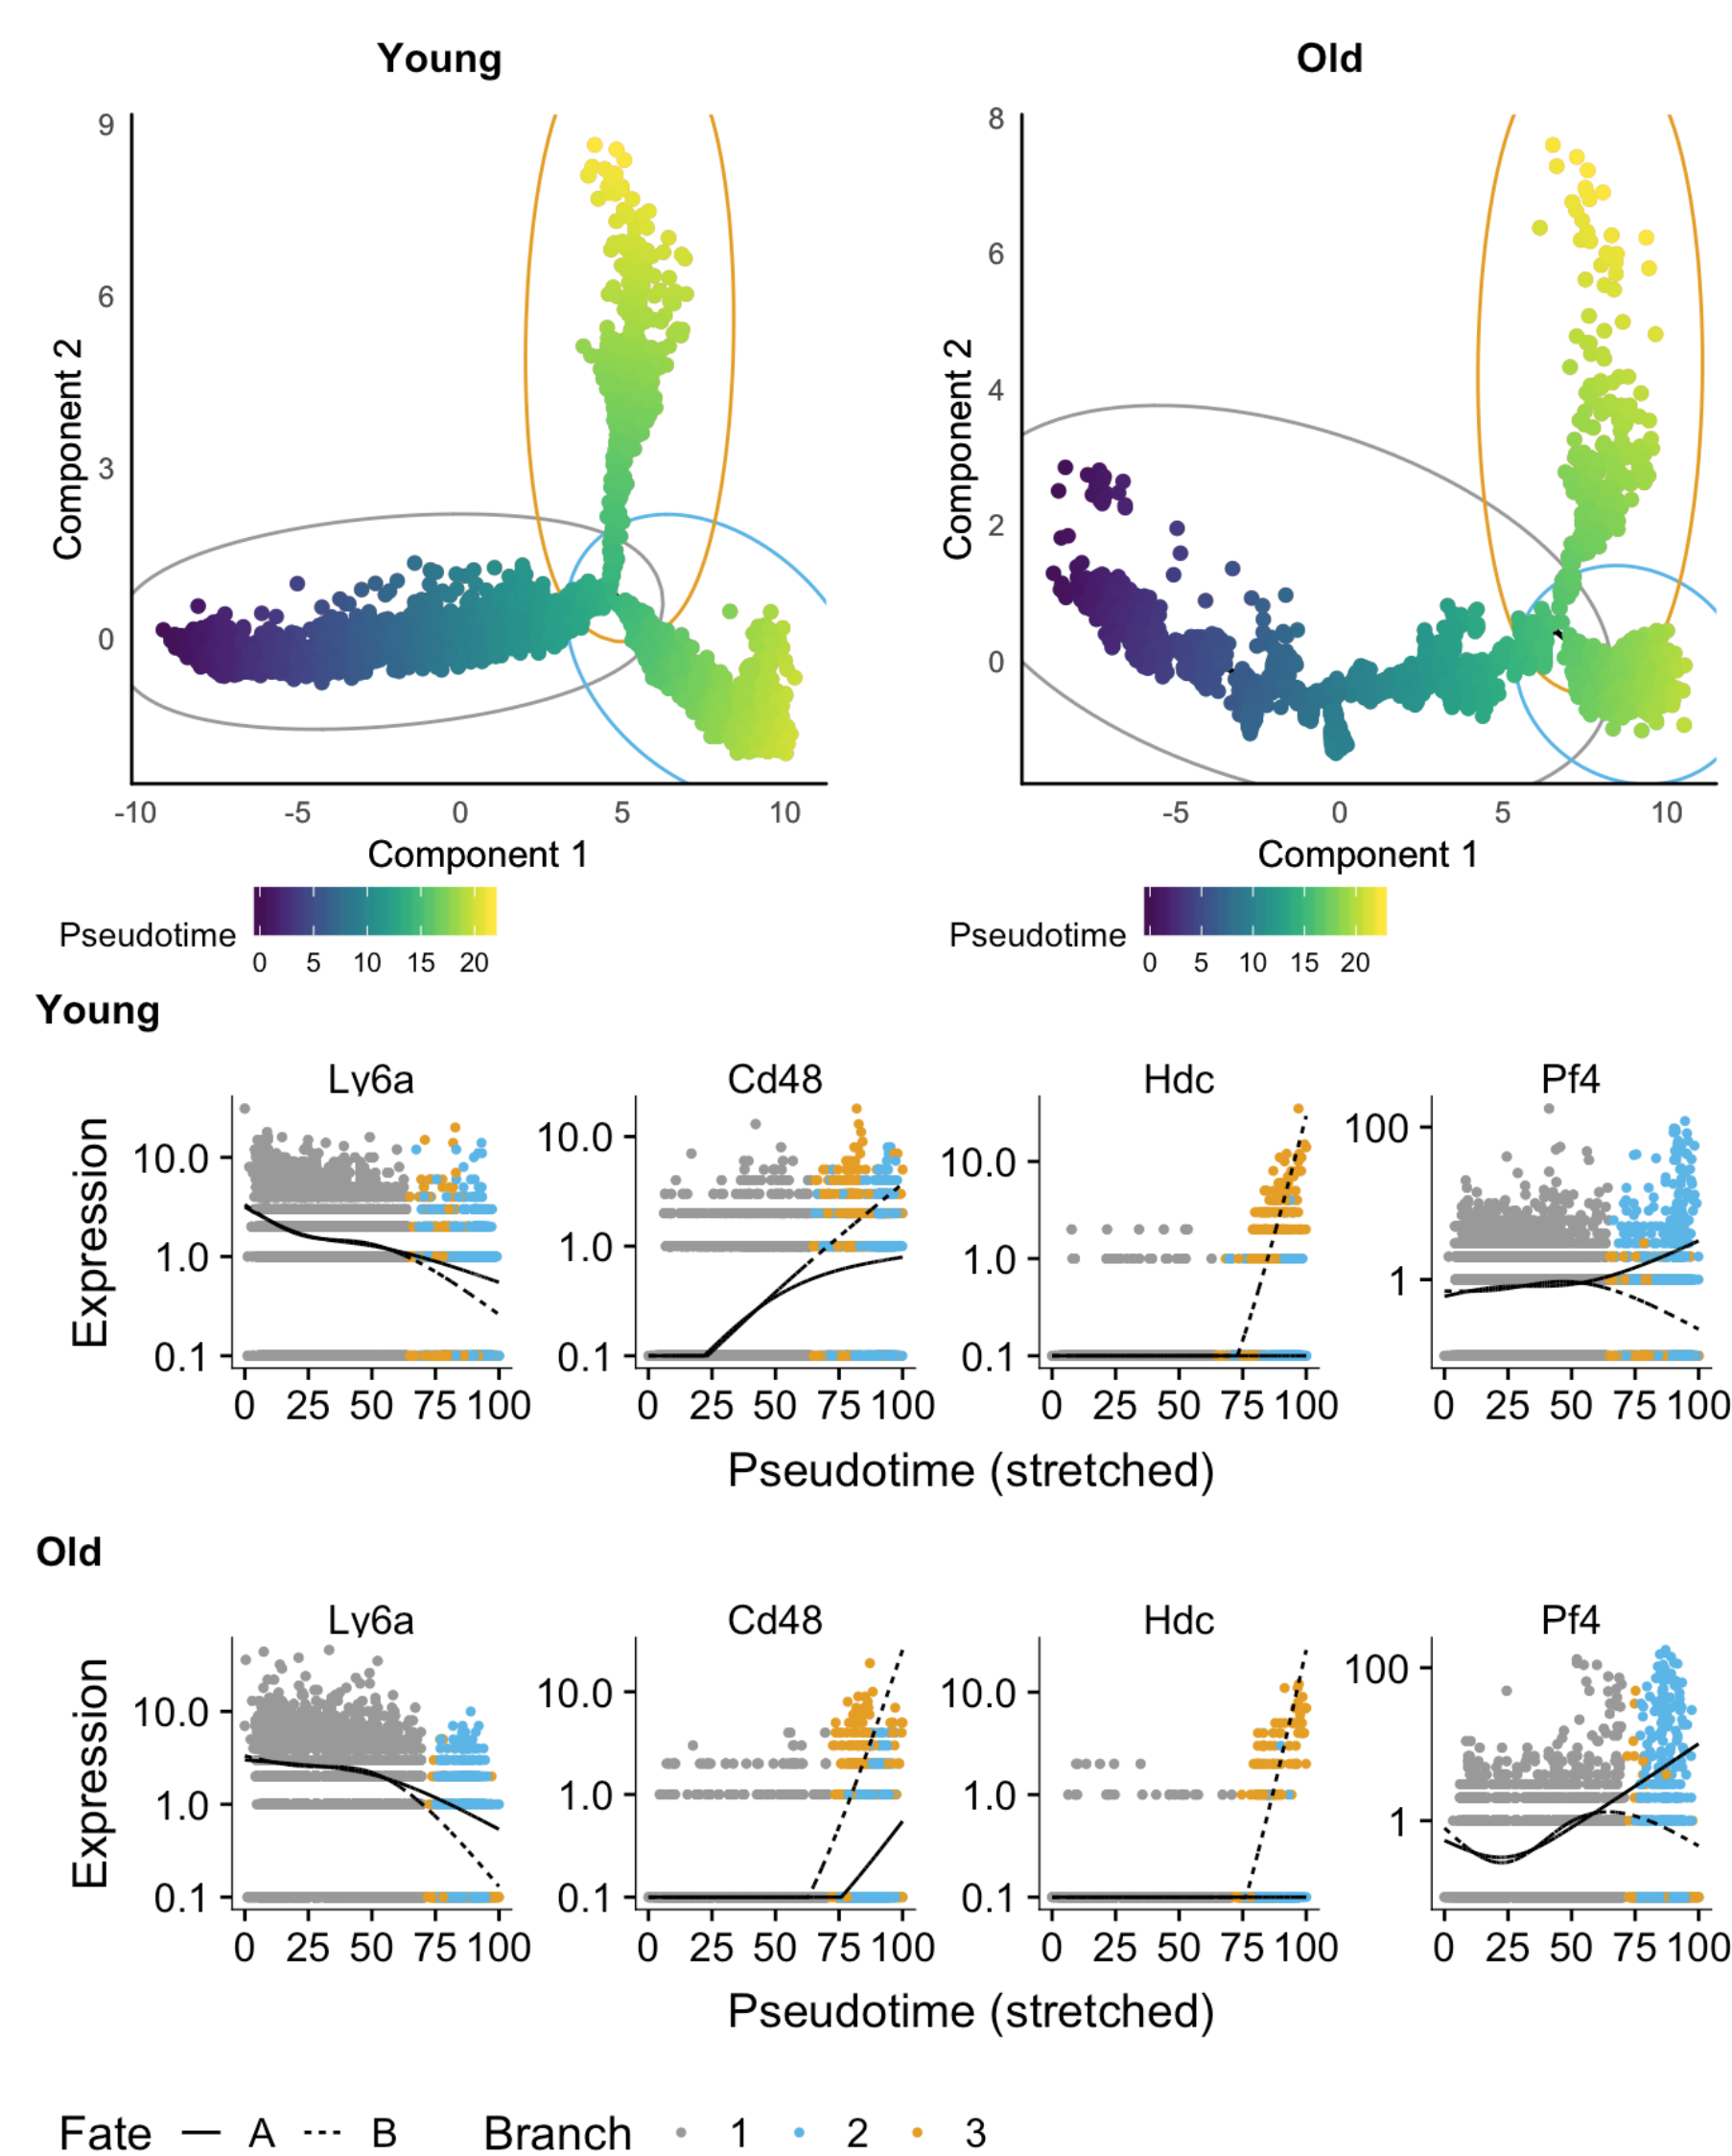 Young Old
9
6
3
0
Component 2
8
6
4
2
0
Component 2
-10 -5 0 5 10
Component 1
-5 0 5 10
Component 1
Pseudotime
0 5 10 15 20
Pseudotime
0 5 10 15 20
Young
Ly6a Cd48 Hdc Pf4
Expression
10.0
1.0
0.1
10.0
1.0
0.1
10.0
1.0
0.1
100
1
0 25 50 75 100
0 25 50 75 100
0 25 50 75 100
0 25 50 75 100
Pseudotime (stretched)
Old
Ly6a Cd48 Hdc Pf4
Expression
10.0
1.0
0.1
10.0
1.0
0.1
10.0
1.0
0.1
100
1
0 25 50 75 100
0 25 50 75 100
0 25 50 75 100
0 25 50 75 100
Pseudotime (stretched)
Fate A B Branch 1 2 3